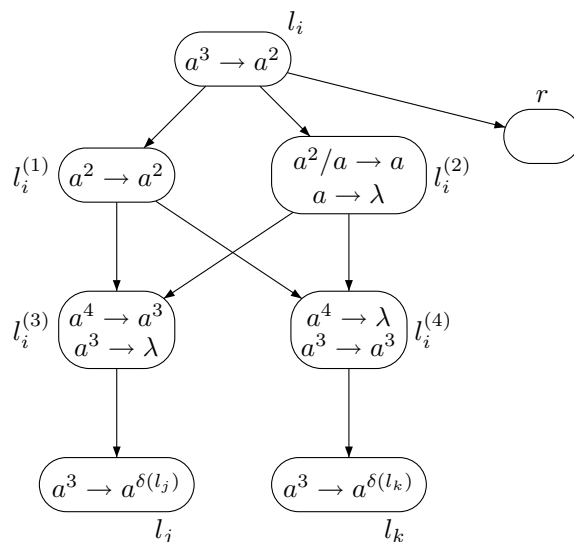 l_i
a^3 → a^2
r
l_i^{(1)}
a^2 → a^2
a^2/a → a
a → λ
l_i^{(2)}
l_i^{(3)}
a^4 → a^3
a^3 → λ
a^4 → λ
a^3 → a^3
l_i^{(4)}
a^3 → a^{δ(l_j)}
a^3 → a^{δ(l_k)}
l_j
l_k